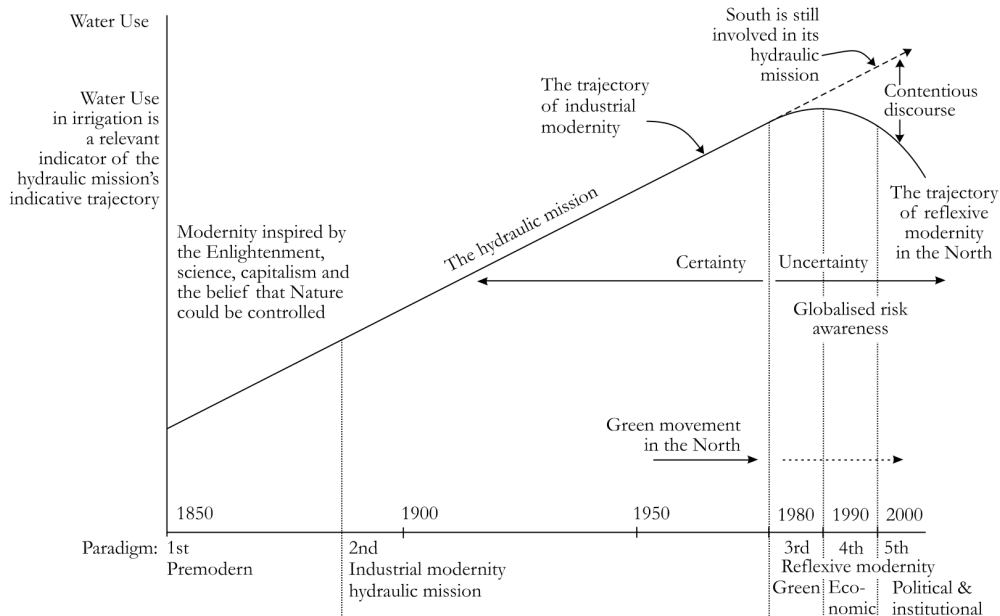 Water Use
Water Use
in irrigation is
a relevant
indicator of the
hydraulic mission's
indicative trajectory
Modernity inspired by
the Enlightenment,
science, capitalism and
the belief that Nature
could be controlled
The hydraulic mission
The trajectory
of industrial
modernity
South is still
involved in its
hydraulic
mission
Contentious
discourse
The trajectory
of reflexive
modernity
in the North
Certainty
Uncertainty
Globalised risk
awareness
Green movement
in the North
1850
1900
1950
1980
1990
2000
Paradigm:
1st
Premodern
2nd
Industrial modernity
hydraulic mission
3rd
4th
5th
Reflexive modernity
Green
Eco-
nomic
Political &
institutional